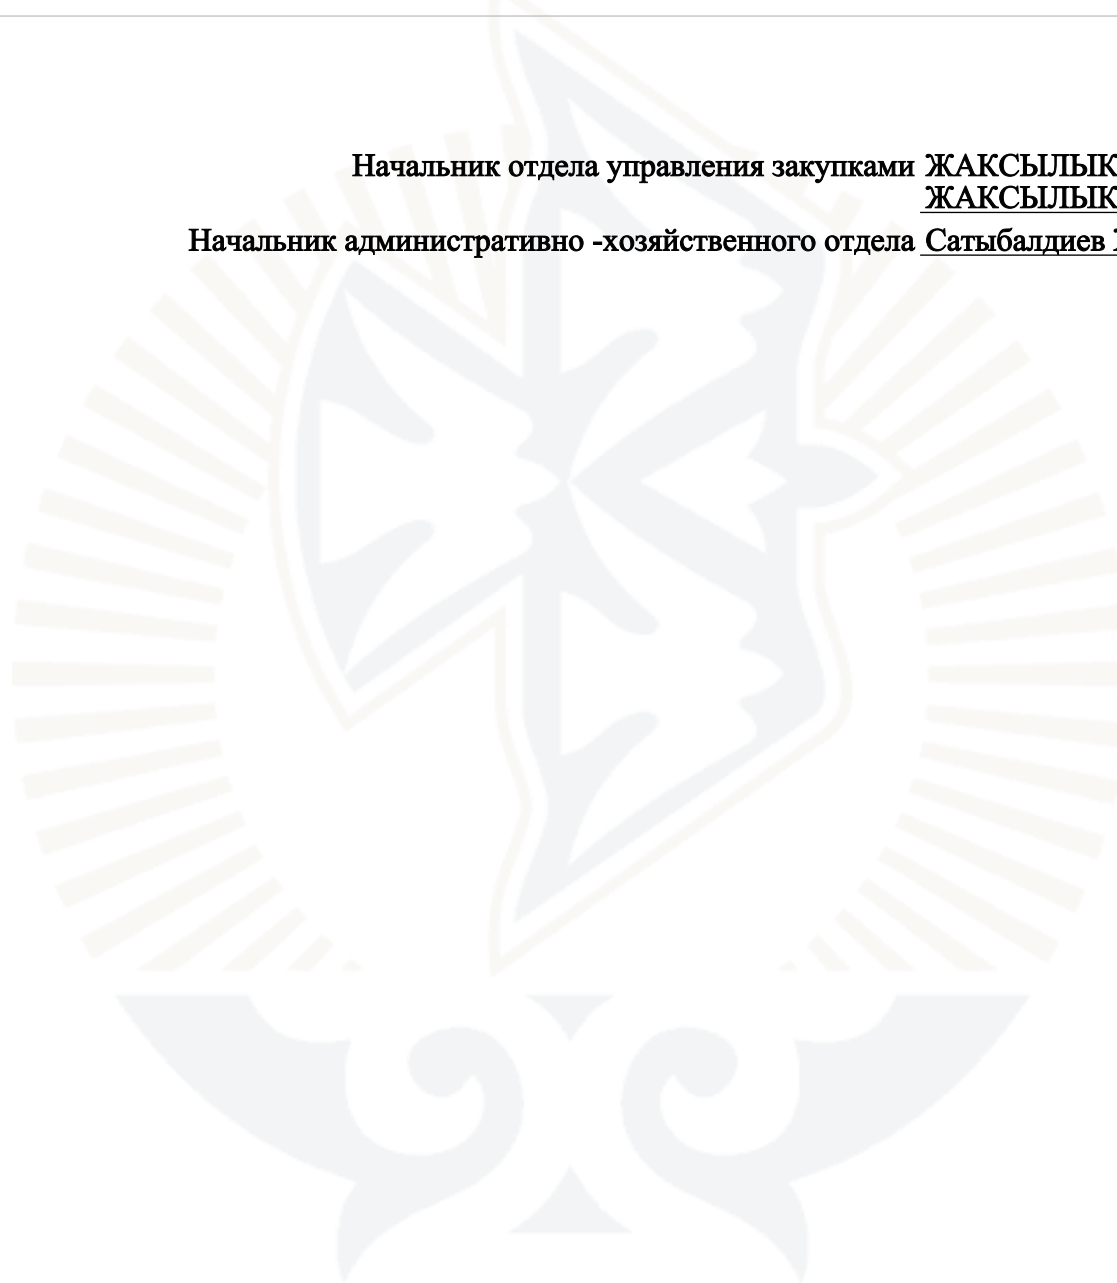 Начальник отдела управления закупками ЖАКСЫЛЫК
ЖАКСЫЛЫК
Начальник административно -хозяйственного отдела Сатыбалдиев